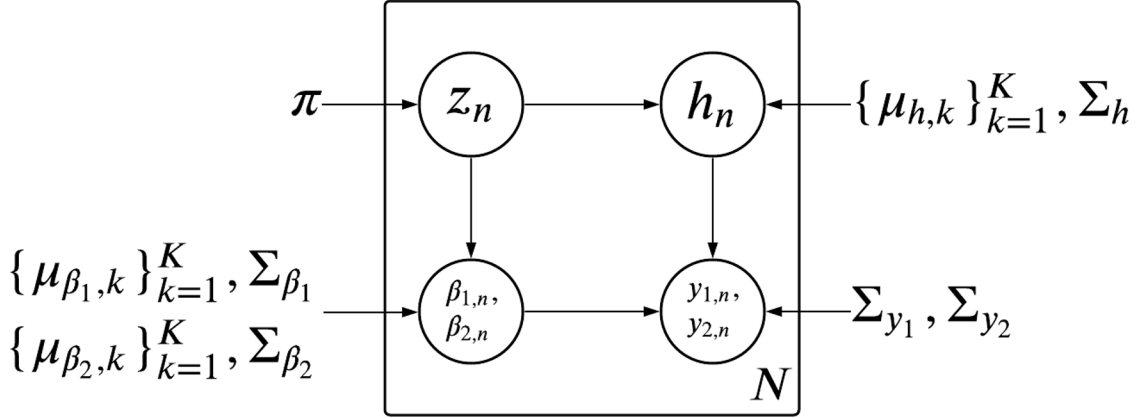 π
z_n
h_n
{ μ_{h,k} }_{k=1}^K , Σ_h
{ μ_{β_1,k} }_{k=1}^K , Σ_{β_1}
{ μ_{β_2,k} }_{k=1}^K , Σ_{β_2}
β_{1,n},
β_{2,n}
y_{1,n},
y_{2,n}
Σ_{y_1} , Σ_{y_2}
N